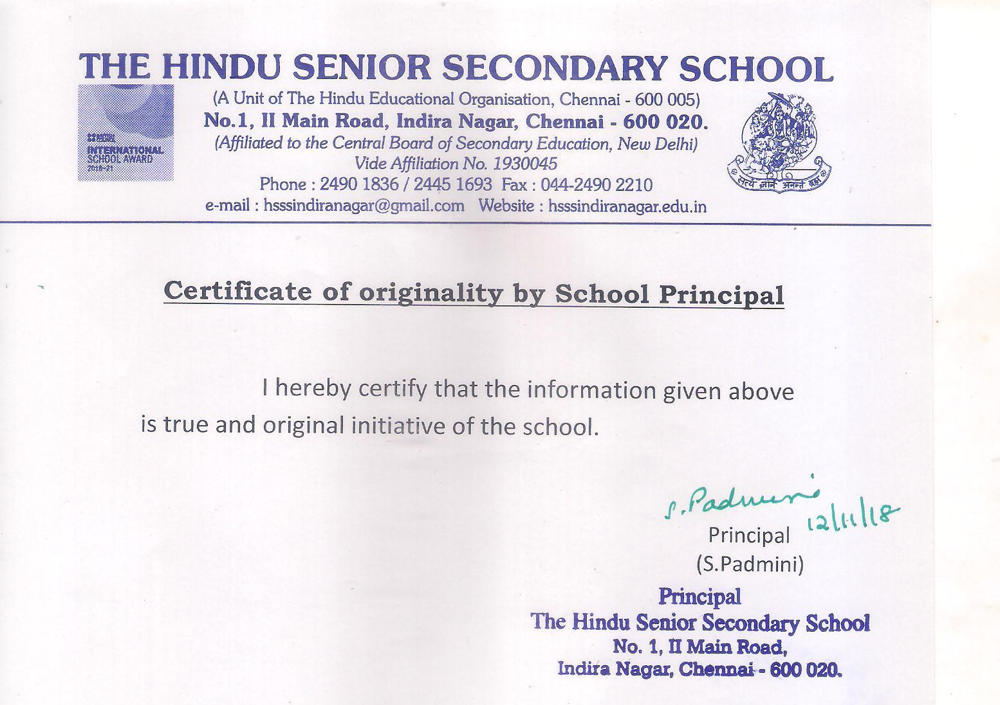 THE HINDU SENIOR SECONDARY SCHOOL
(A Unit of The Hindu Educational Organisation, Chennai - 600 005)
No.1, II Main Road, Indira Nagar, Chennai - 600 020.
(Affiliated to the Central Board of Secondary Education, New Delhi)
Vide Affiliation No. 1930045
Phone : 2490 1836 / 2445 1693 Fax : 044-2490 2210
e-mail : hsssindiranagar@gmail.com Website : hsssindiranagar.edu.in
INTERNATIONAL
SCHOOL AWARD
2018-21
सत्यं ज्ञानं अनन्तं ब्रह्म
Certificate of originality by School Principal
I hereby certify that the information given above
is true and original initiative of the school.
S. Padmini
12/11/18
Principal
(S.Padmini)
Principal
The Hindu Senior Secondary School
No. 1, II Main Road,
Indira Nagar, Chennai - 600 020.